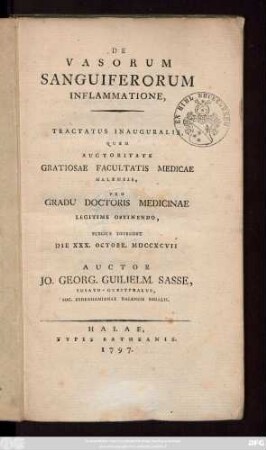 DE
VASORUM
SANGUIFERORUM
INFLAMMATIONE,
TRACTATUS INAUGURALIS,
QUEM
AUCTORITATE
GRATIOSAE FACULTATIS MEDICAE
HALENSIS,
PRO
GRADU DOCTORIS MEDICINAE
LEGITIME OBTINENDO,
PUBLICE
DIE XXX. OCTOBR. MDCCXCVII
AUCTOR
JO. GEORG. GUILIELM. SASSE,
HALAE,
TYPIS BATHEANIS.
1797.